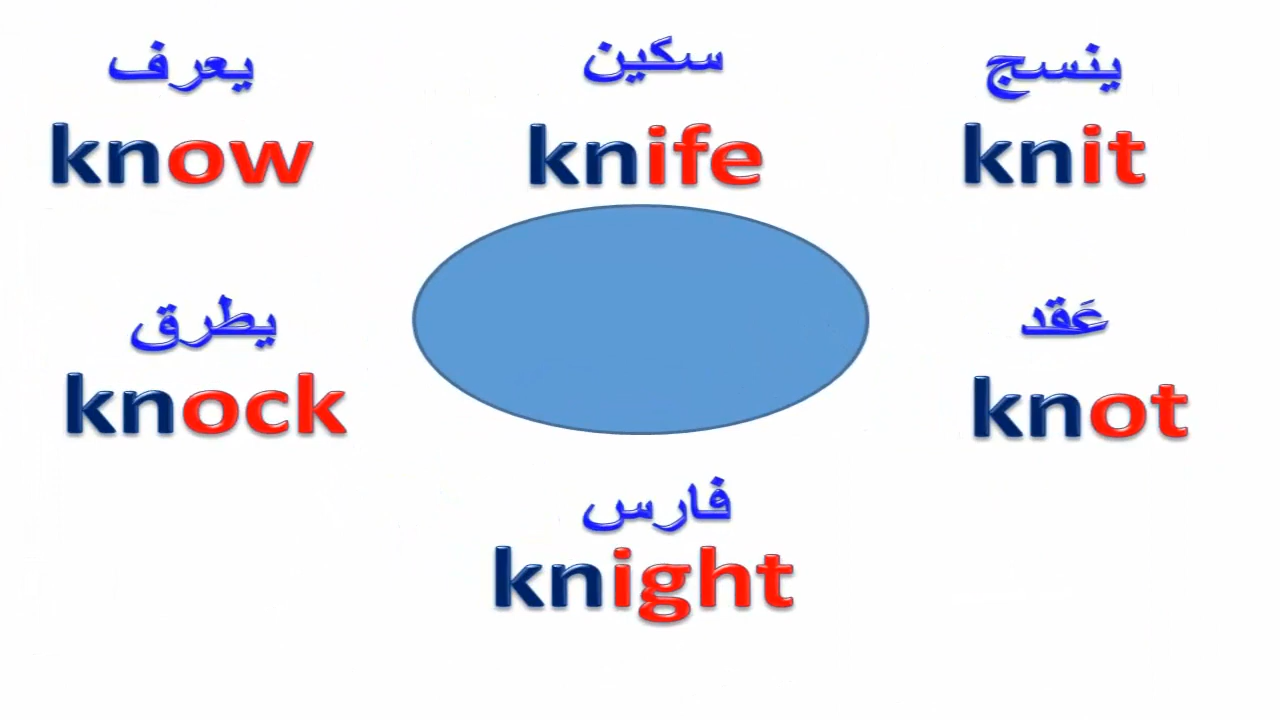 يعرف
know
سكين
knife
ينسج
knit
يطرق
knock
عَقد
knot
فارس
knight